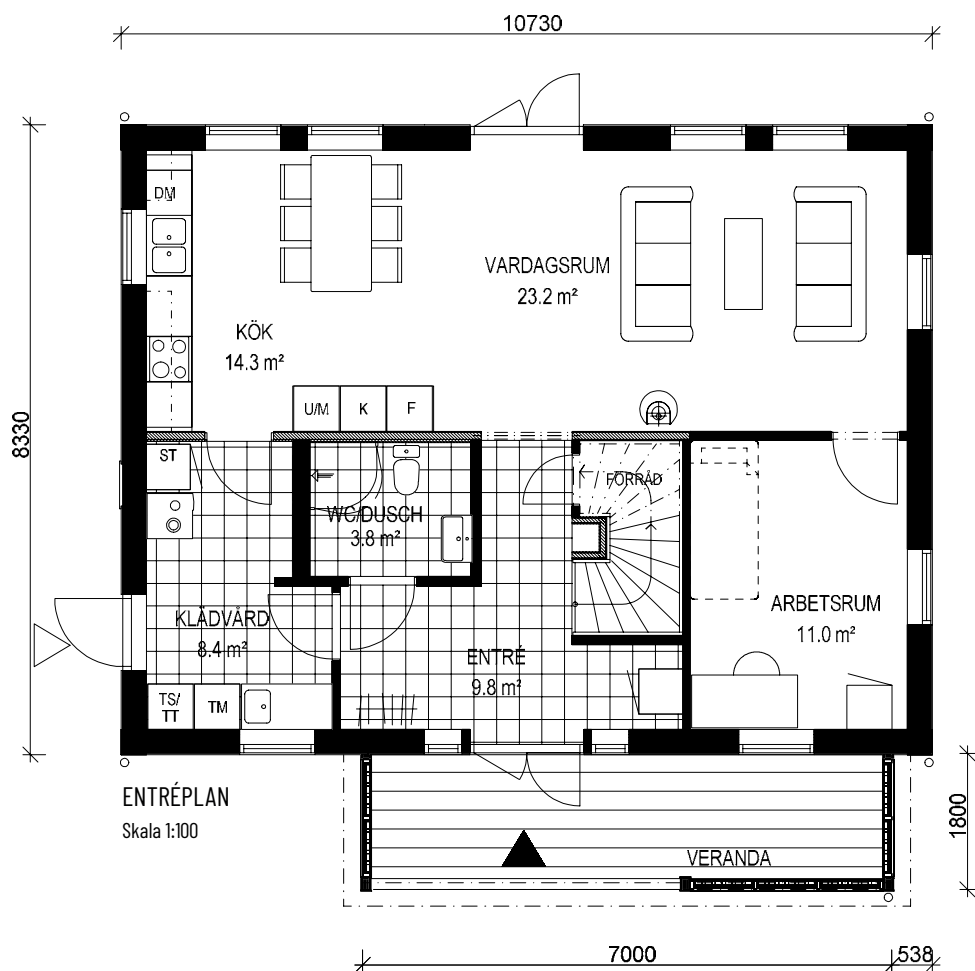 10730
DM
VARDAGSRUM
23.2 m²
KÖK
14.3 m²
8330
U/M
K
F
ST
FÖRRÅD
WC/DUSCH
3.8 m²
KLÄDVÅRD
8.4 m²
ARBETSRUM
11.0 m²
ENTRÉ
9.8 m²
TS/
TT
TM
ENTRÉPLAN
Skala 1:100
1800
VERANDA
7000
538